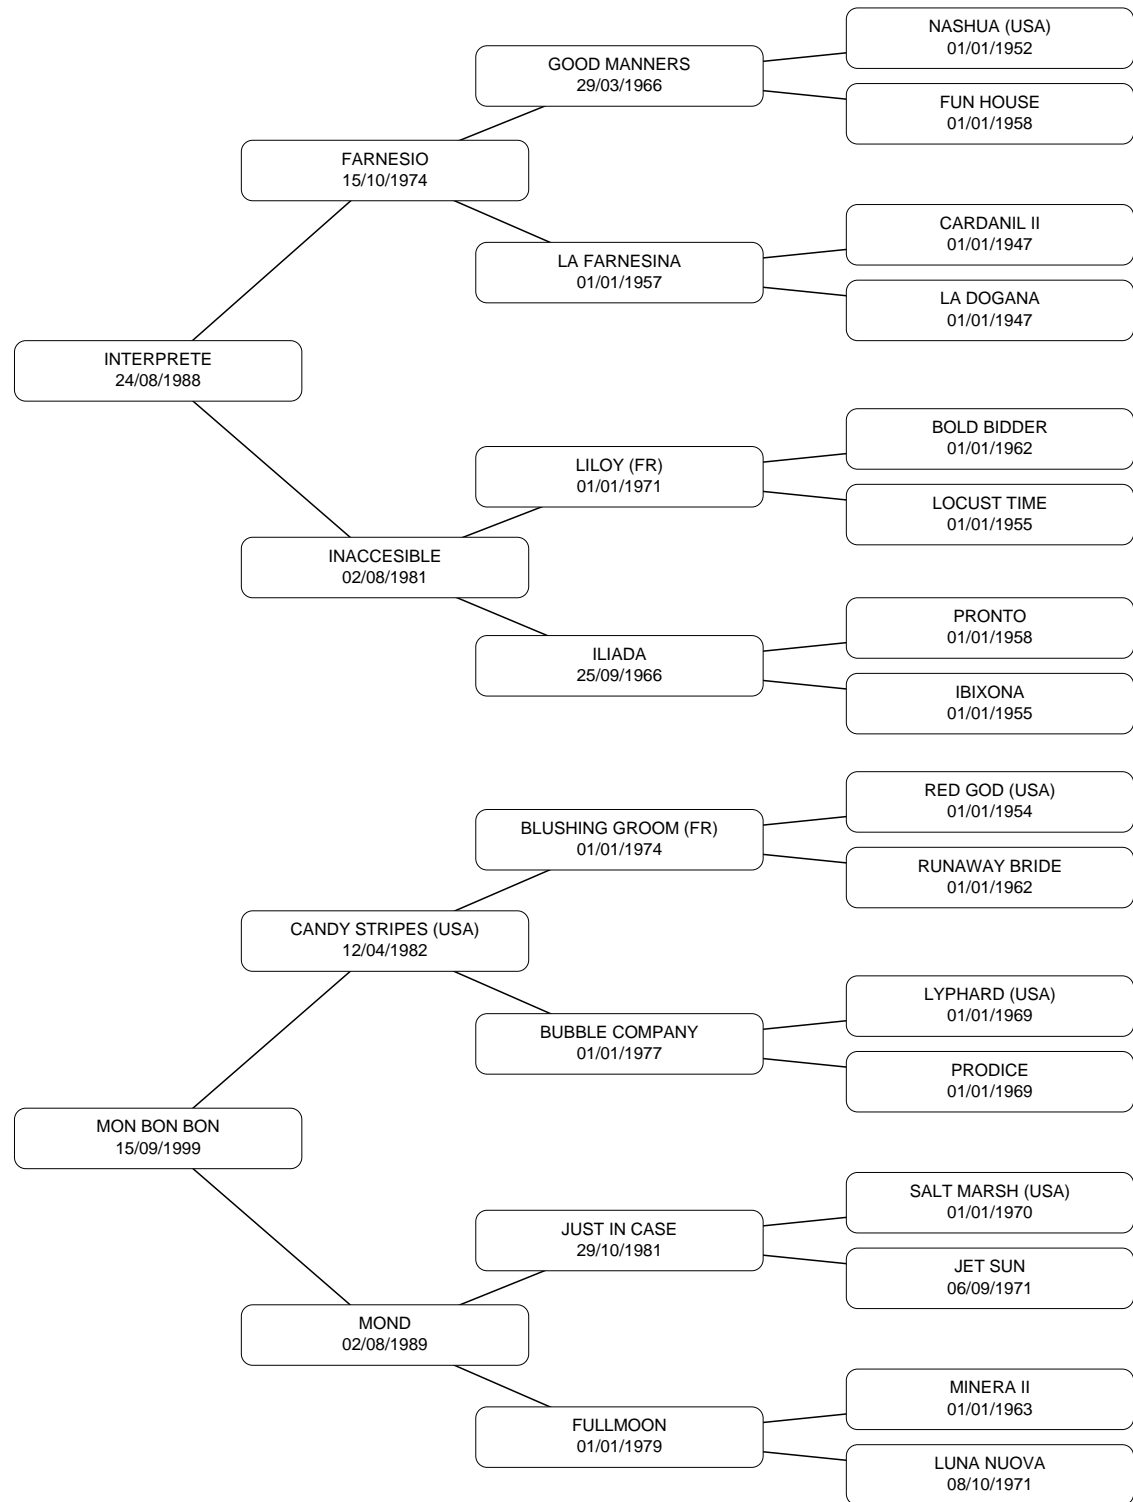 NASHUA (USA)
01/01/1952
GOOD MANNERS
29/03/1966
FUN HOUSE
01/01/1958
FARNESIO
15/10/1974
CARDANIL II
01/01/1947
LA FARNESINA
01/01/1957
LA DOGANA
01/01/1947
INTERPRETE
24/08/1988
BOLD BIDDER
01/01/1962
LILOY (FR)
01/01/1971
LOCUST TIME
01/01/1955
INACCESIBLE
02/08/1981
PRONTO
01/01/1958
ILIADA
25/09/1966
IBIXONA
01/01/1955
RED GOD (USA)
01/01/1954
BLUSHING GROOM (FR)
01/01/1974
RUNAWAY BRIDE
01/01/1962
CANDY STRIPES (USA)
12/04/1982
LYPHARD (USA)
01/01/1969
BUBBLE COMPANY
01/01/1977
PRODICE
01/01/1969
MON BON BON
15/09/1999
SALT MARSH (USA)
01/01/1970
JUST IN CASE
29/10/1981
JET SUN
06/09/1971
MOND
02/08/1989
MINERA II
01/01/1963
FULLMOON
01/01/1979
LUNA NUOVA
08/10/1971